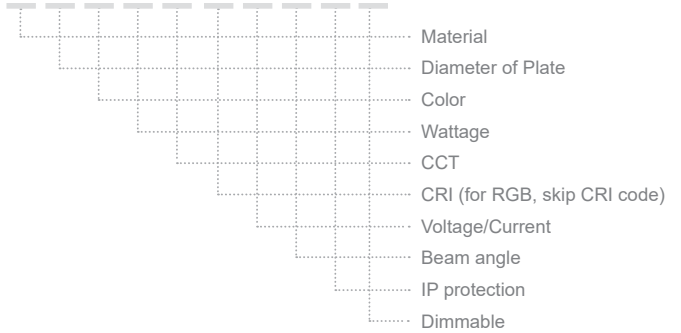 Material
Diameter of Plate
Color
Wattage
CCT
CRI (for RGB, skip CRI code)
Voltage/Current
Beam angle
IP protection
Dimmable